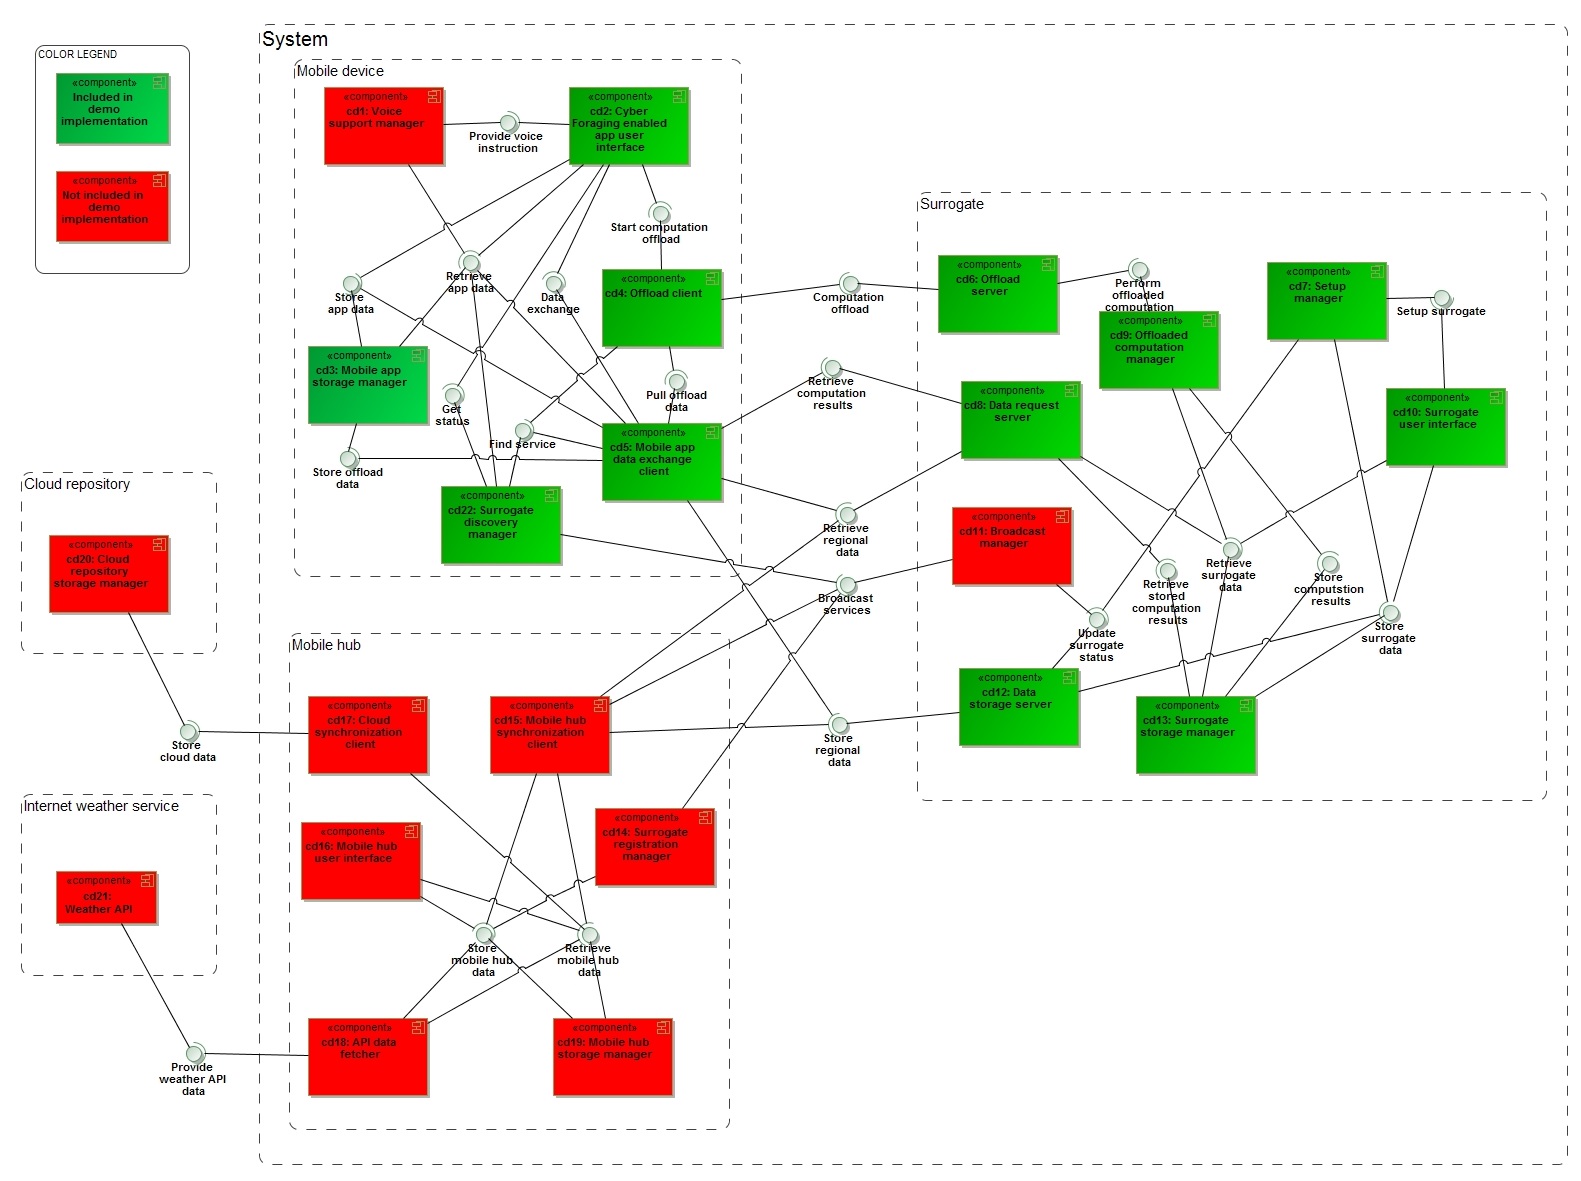 COLOR LEGEND
«component»
Included in
demo
implementation
«component»
Not included in
demo
implementation
System
Mobile device
«component»
cd1: Voice
support manager
Provide voice
instruction
«component»
cd2: Cyber
Foraging enabled
app user
interface
Start computation
offload
Store
app data
Retrieve
app data
Data
exchange
«component»
cd4: Offload client
«component»
cd3: Mobile app
storage manager
Get
status
Pull offload
data
Find service
Store offload
data
«component»
cd5: Mobile app
data exchange
client
«component»
cd22: Surrogate
discovery
manager
Computation
offload
Retrieve
computation
results
Retrieve
regional
data
Broadcast
services
Store
regional
data
Surrogate
«component»
cd6: Offload
server
Perform
offloaded
computation
«component»
cd7: Setup
manager
Setup surrogate
«component»
cd9: Offloaded
computation
manager
«component»
cd8: Data request
server
«component»
cd10: Surrogate
user interface
«component»
cd11: Broadcast
manager
Retrieve
stored
computation
results
Retrieve
surrogate
data
Store
computstion
results
Update
surrogate
status
Store
surrogate
data
«component»
cd12: Data
storage server
«component»
cd13: Surrogate
storage manager
Cloud repository
«component»
cd20: Cloud
repository
storage manager
Store
cloud data
Internet weather service
«component»
cd21:
Weather API
Provide
weather API
data
Mobile hub
«component»
cd17: Cloud
synchronization
client
«component»
cd15: Mobile hub
synchronization
client
«component»
cd16: Mobile hub
user interface
«component»
cd14: Surrogate
registration
manager
Store
mobile hub
data
Retrieve
mobile hub
data
«component»
cd18: API data
fetcher
«component»
cd19: Mobile hub
storage manager